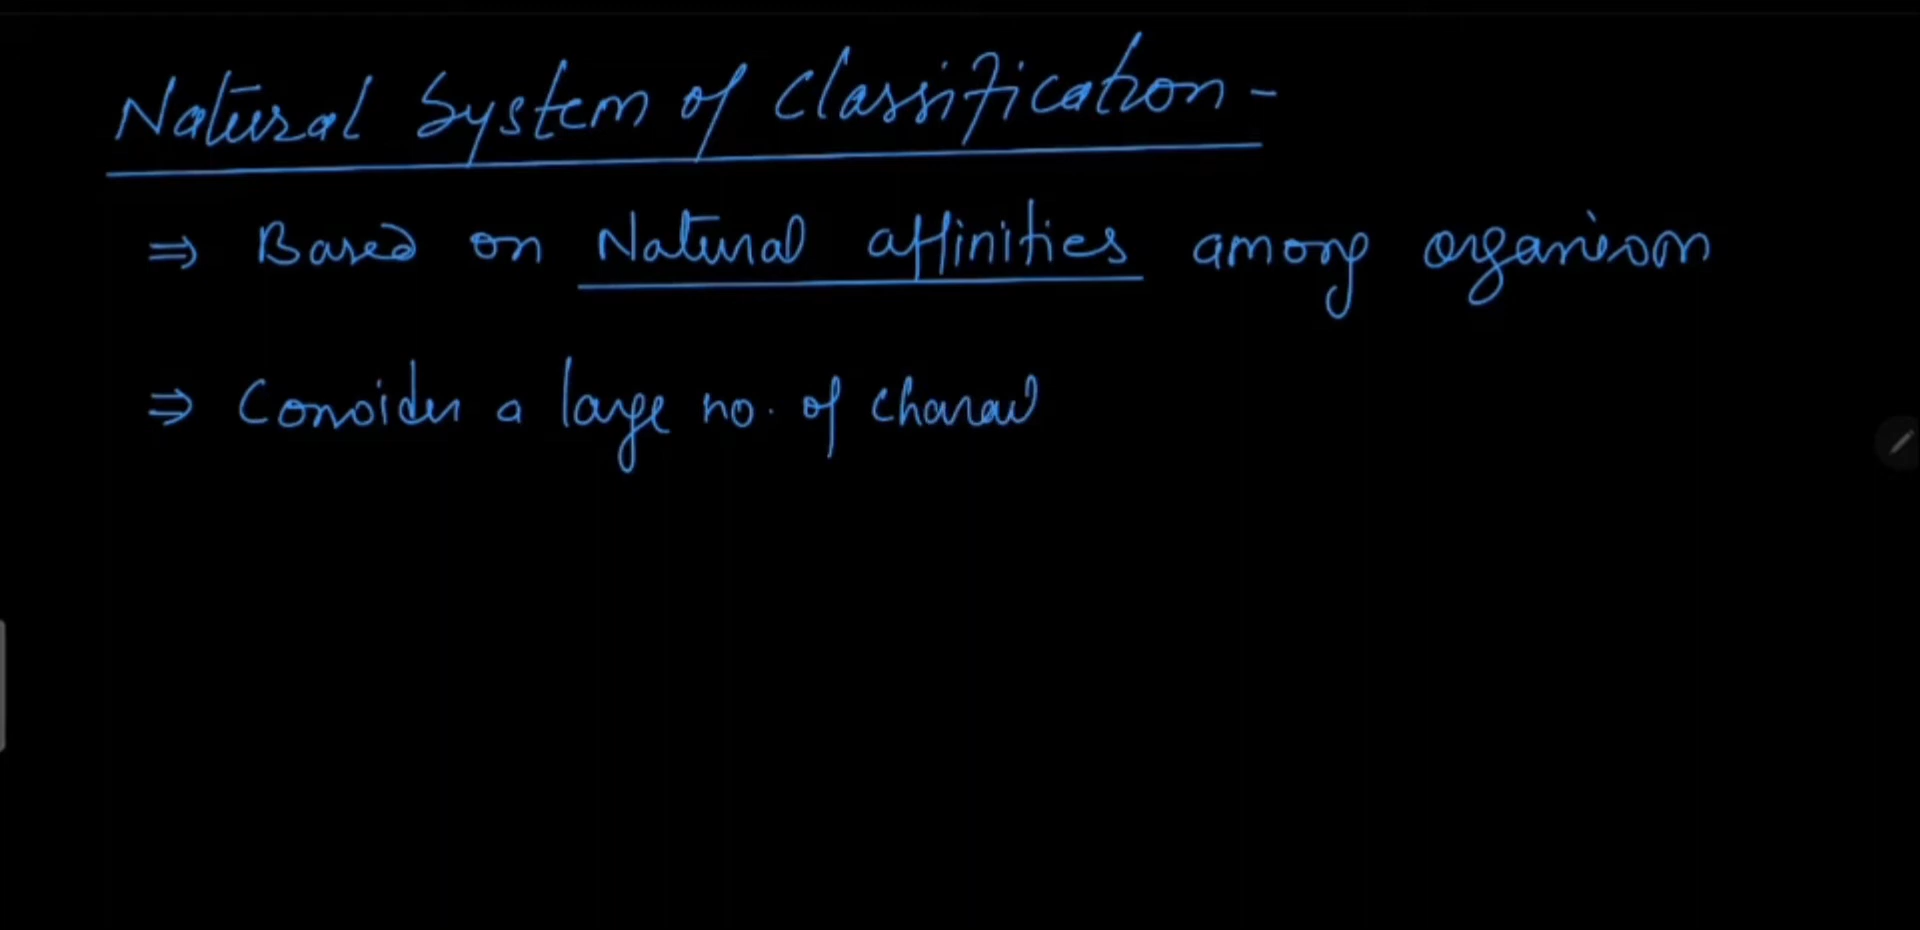 Natural System of Classification -
⇒ Based on Natural affinities among organism
⇒ Consider a large no. of charac